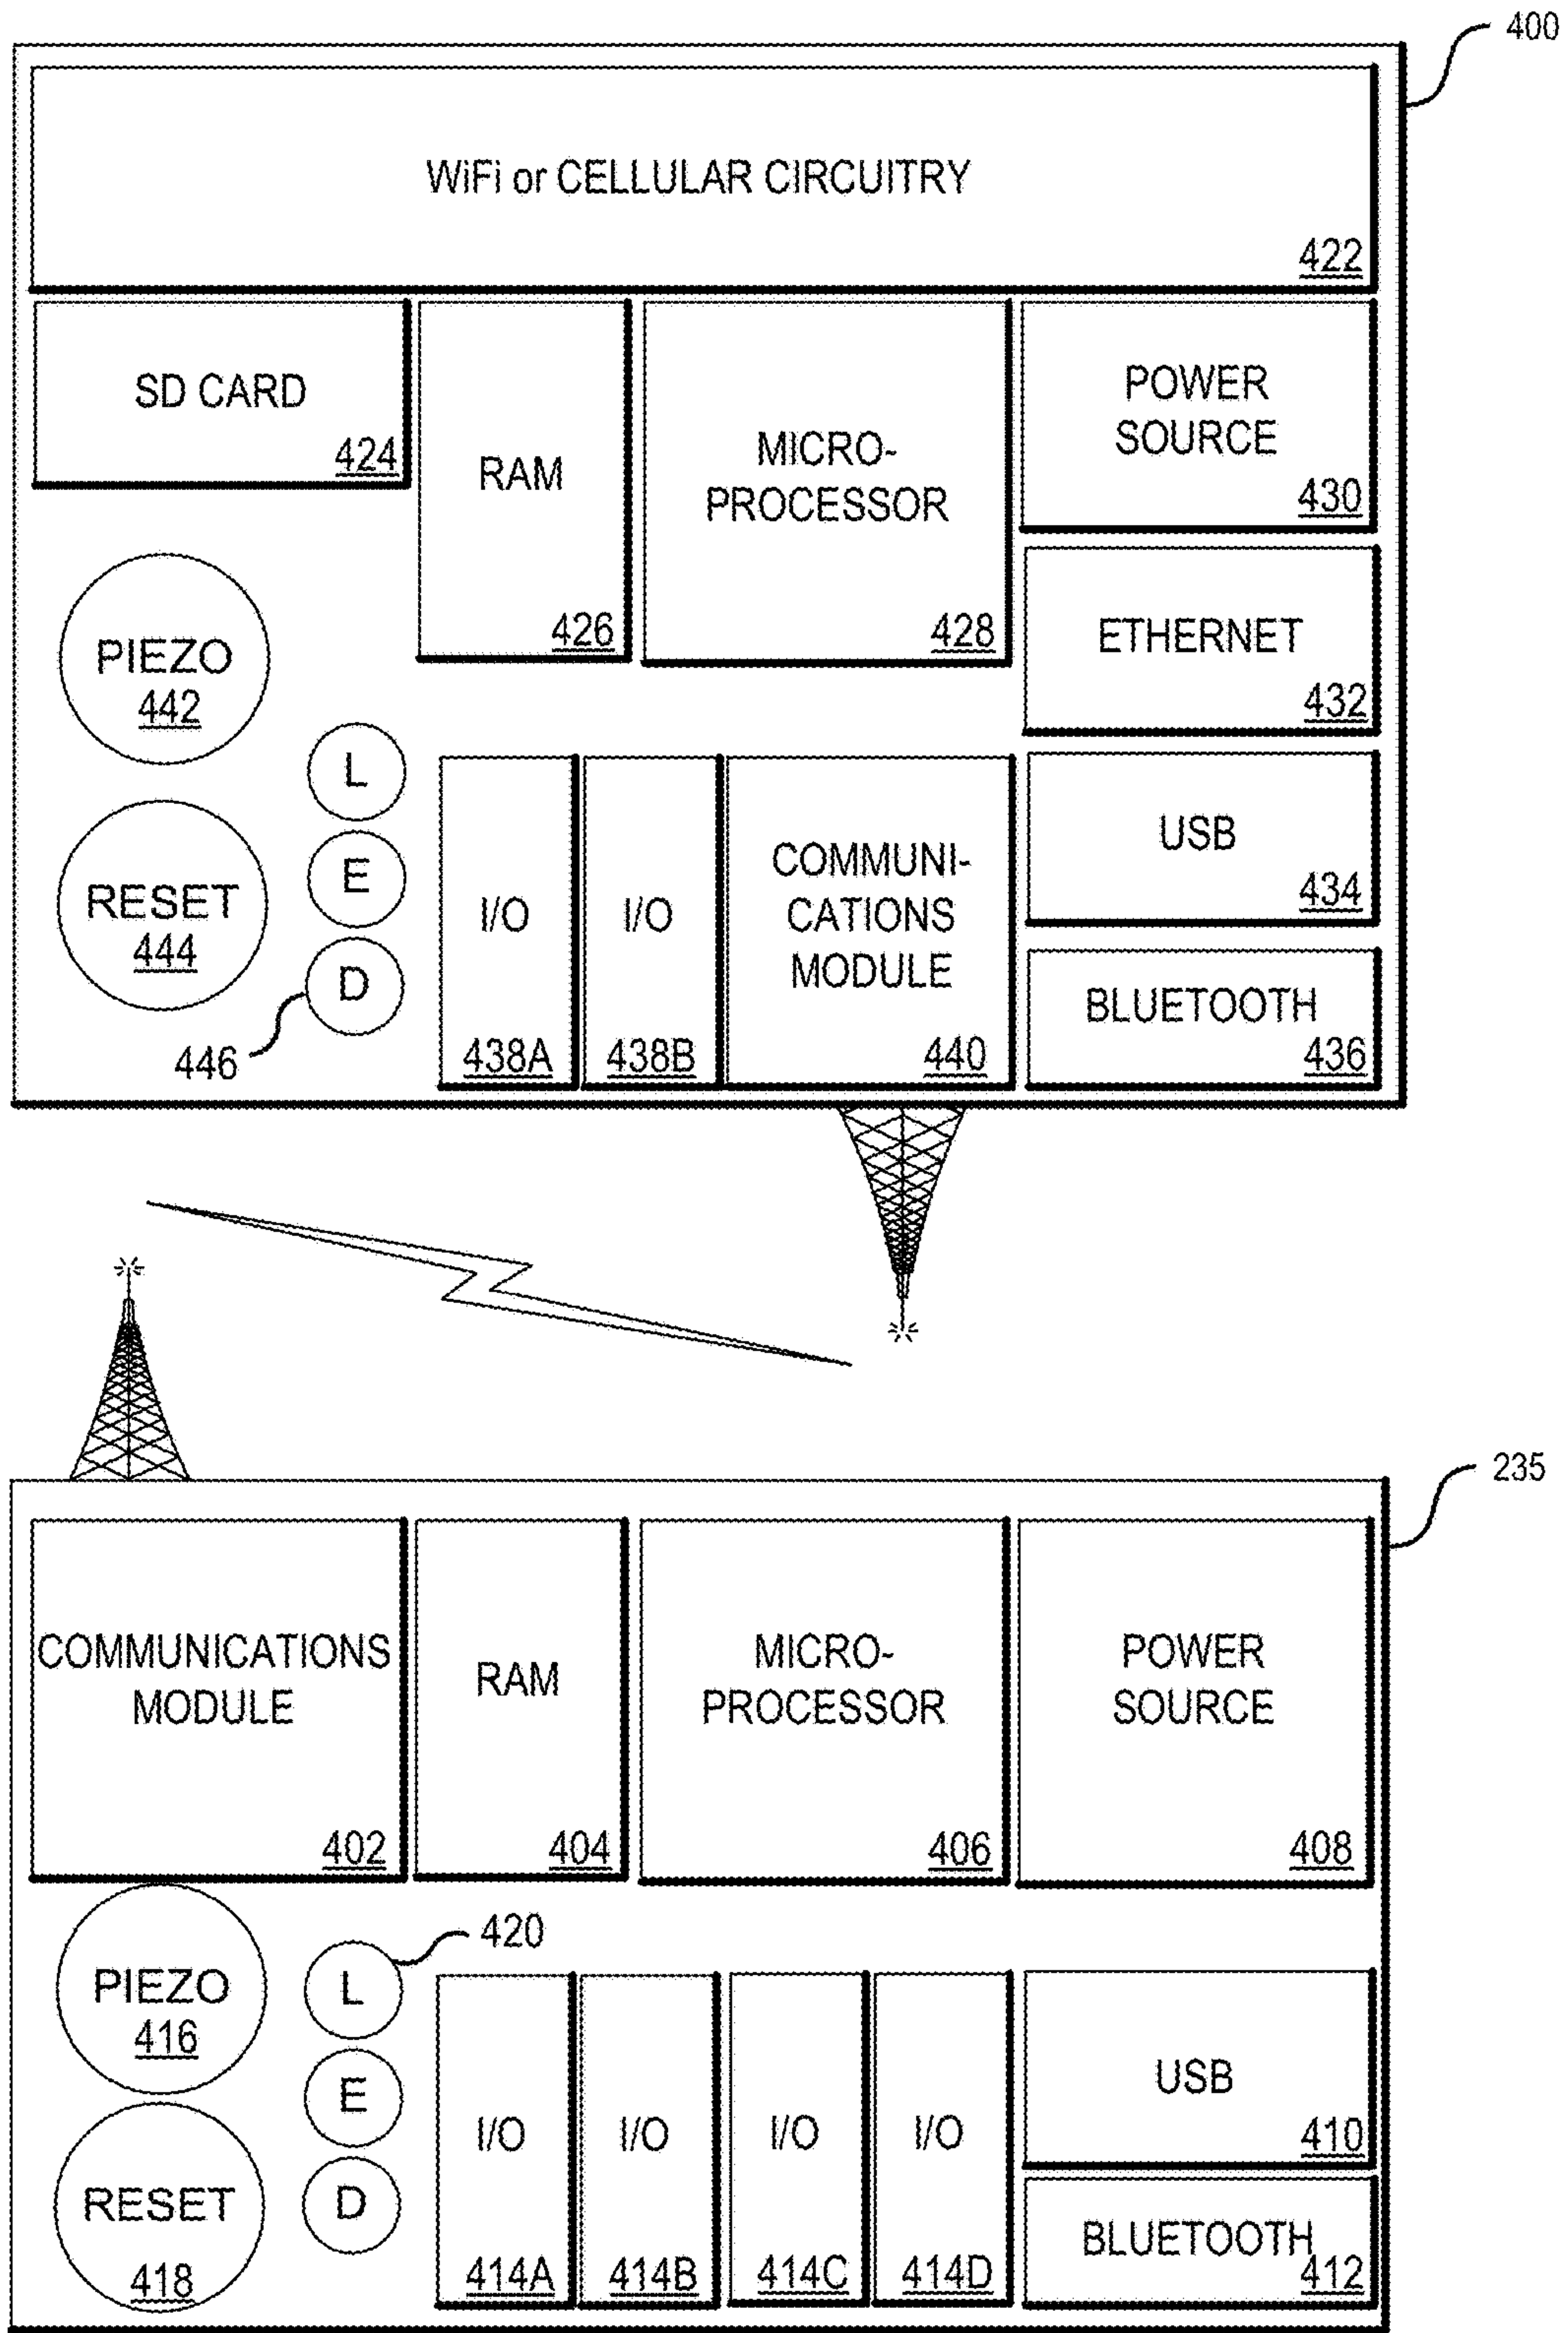 400
WiFi or CELLULAR CIRCUITRY
422
SD CARD
424
RAM
426
MICRO-
PROCESSOR
428
POWER
SOURCE
430
ETHERNET
432
PIEZO
442
RESET
444
L
E
D
446
I/O
438A
I/O
438B
COMMUNI-
CATIONS
MODULE
440
USB
434
BLUETOOTH
436
235
COMMUNICATIONS
MODULE
402
RAM
404
MICRO-
PROCESSOR
406
POWER
SOURCE
408
PIEZO
416
RESET
418
420
L
E
D
I/O
414A
I/O
414B
I/O
414C
I/O
414D
USB
410
BLUETOOTH
412